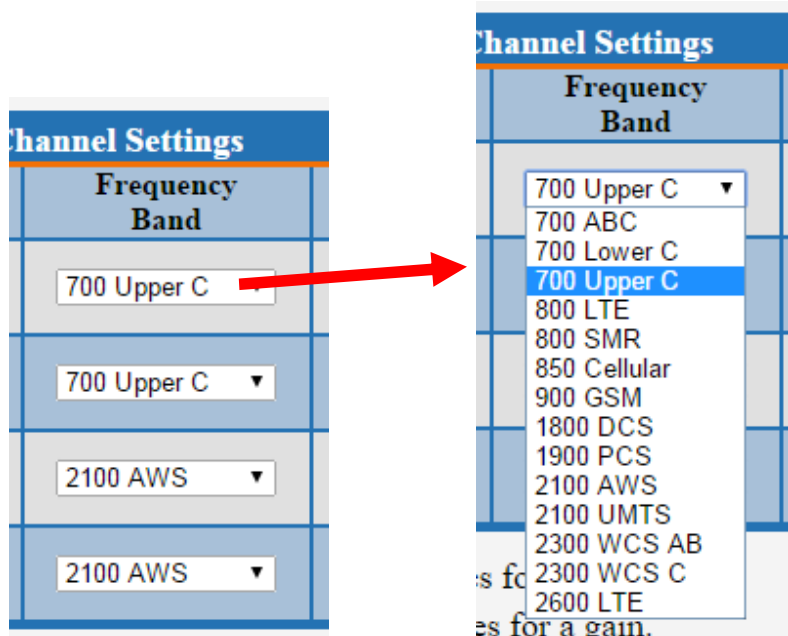 Channel Settings
Frequency
Band
700 Upper C
700 Upper C
2100 AWS
2100 AWS
Channel Settings
Frequency
Band
700 Upper C
700 ABC
700 Lower C
700 Upper C
800 LTE
800 SMR
850 Cellular
900 GSM
1800 DCS
1900 PCS
2100 AWS
2100 UMTS
2300 WCS AB
2300 WCS C
2600 LTE
for a gain.